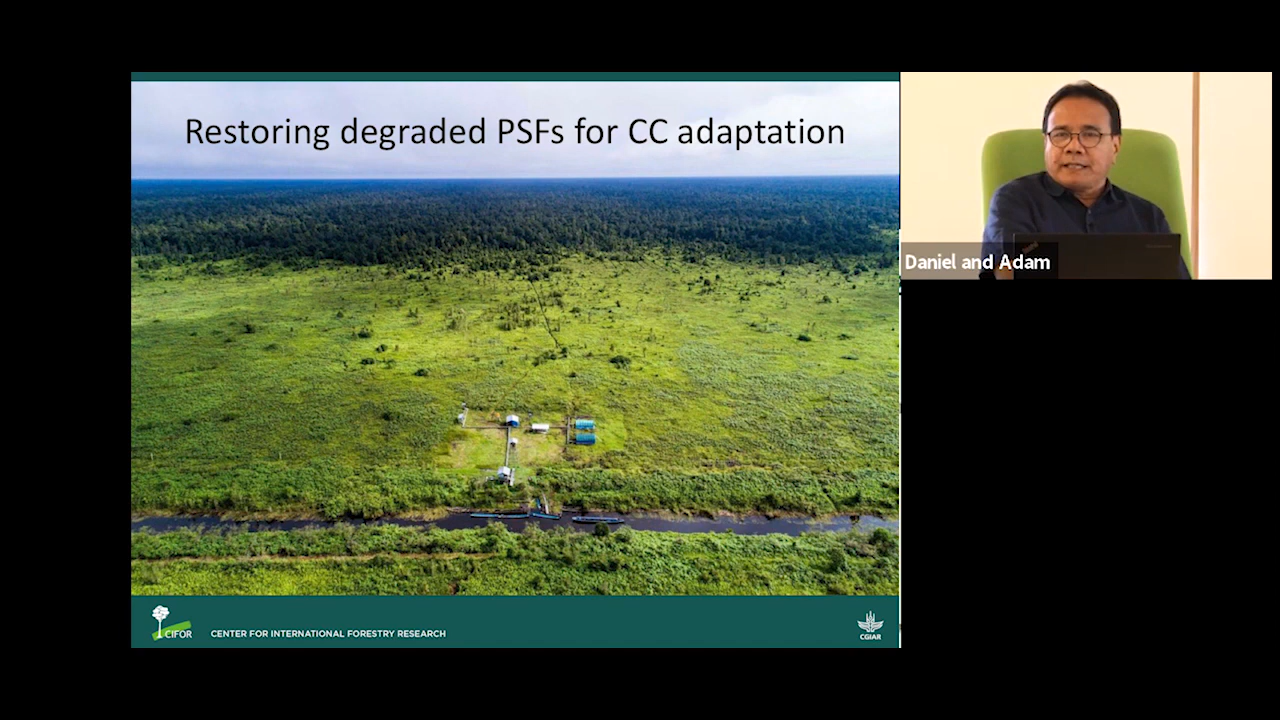 Restoring degraded PSFs for CC adaptation
Daniel and Adam
CIFOR
CENTER FOR INTERNATIONAL FORESTRY RESEARCH
CGIAR